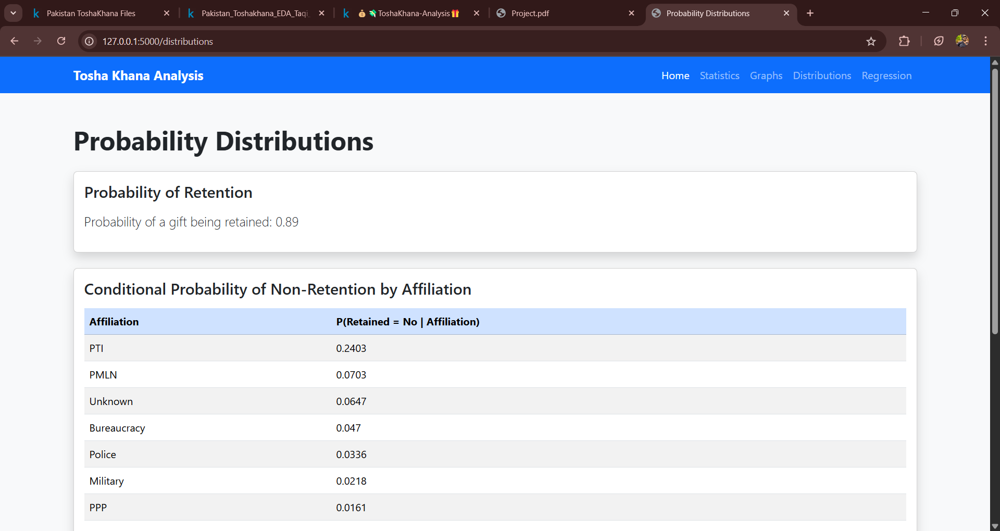 Pakistan ToshaKhana Files
Pakistan_Toshakhana_EDA_Taqi_
💰💸ToshaKhana-Analysis🎁
Project.pdf
Probability Distributions
127.0.0.1:5000/distributions
Tosha Khana Analysis
Home Statistics Graphs Distributions Regression
Probability Distributions
Probability of Retention
Probability of a gift being retained: 0.89
Conditional Probability of Non-Retention by Affiliation
Affiliation P(Retained = No | Affiliation)
PTI 0.2403
PMLN 0.0703
Unknown 0.0647
Bureaucracy 0.047
Police 0.0336
Military 0.0218
PPP 0.0161